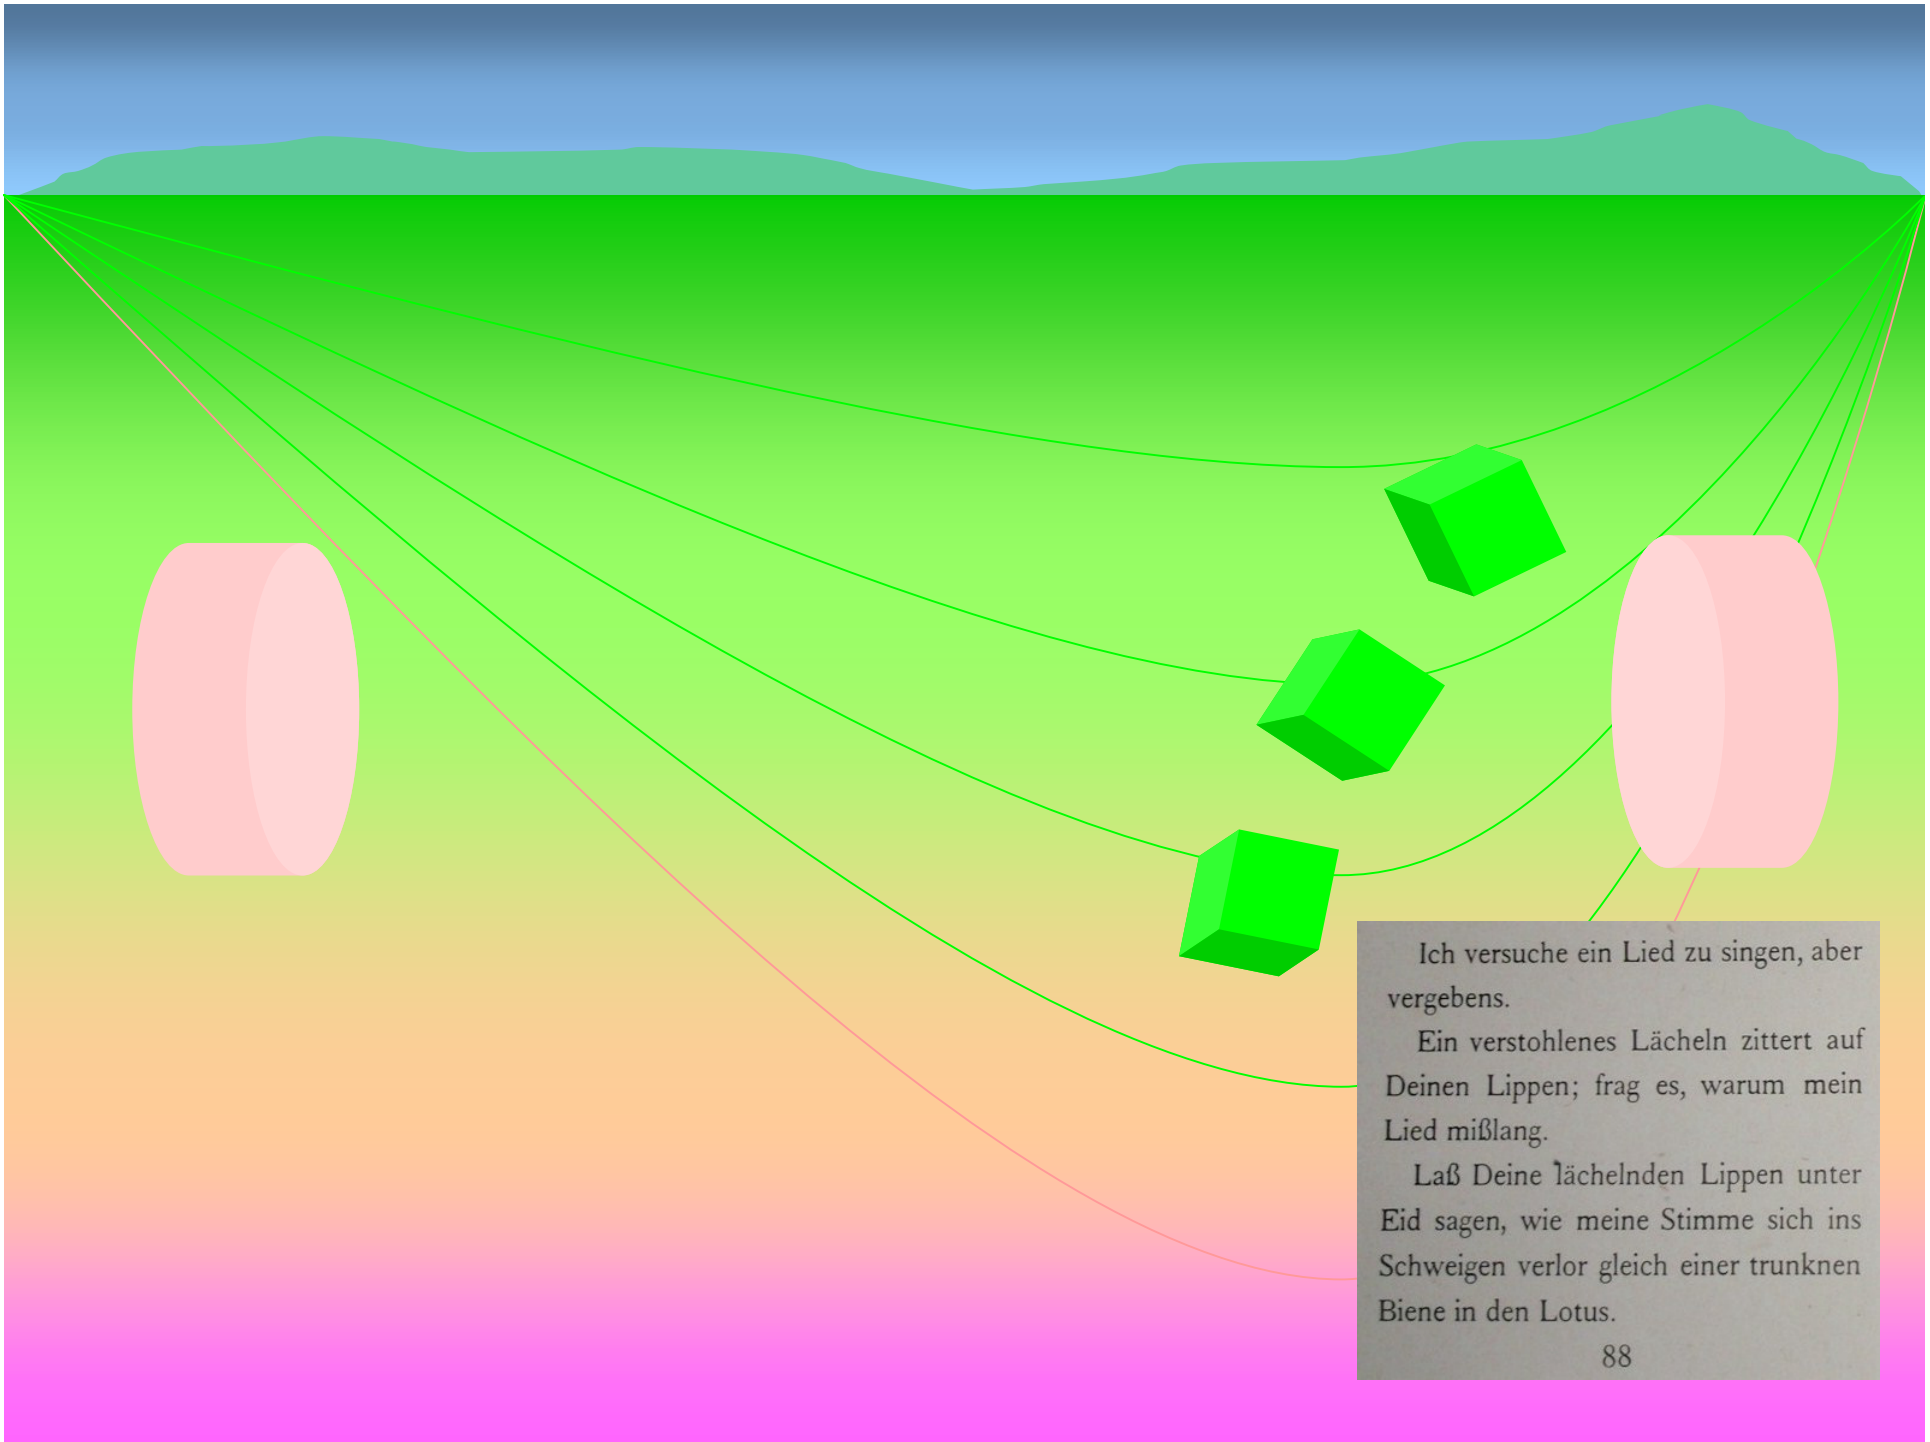 Ich versuche ein Lied zu singen, aber
vergebens.
Ein verstohlenes Lächeln zittert auf
Deinen Lippen; frag es, warum mein
Lied mißlang.
Laß Deine lächelnden Lippen unter
Eid sagen, wie meine Stimme sich ins
Schweigen verlor gleich einer trunknen
Biene in den Lotus.
88